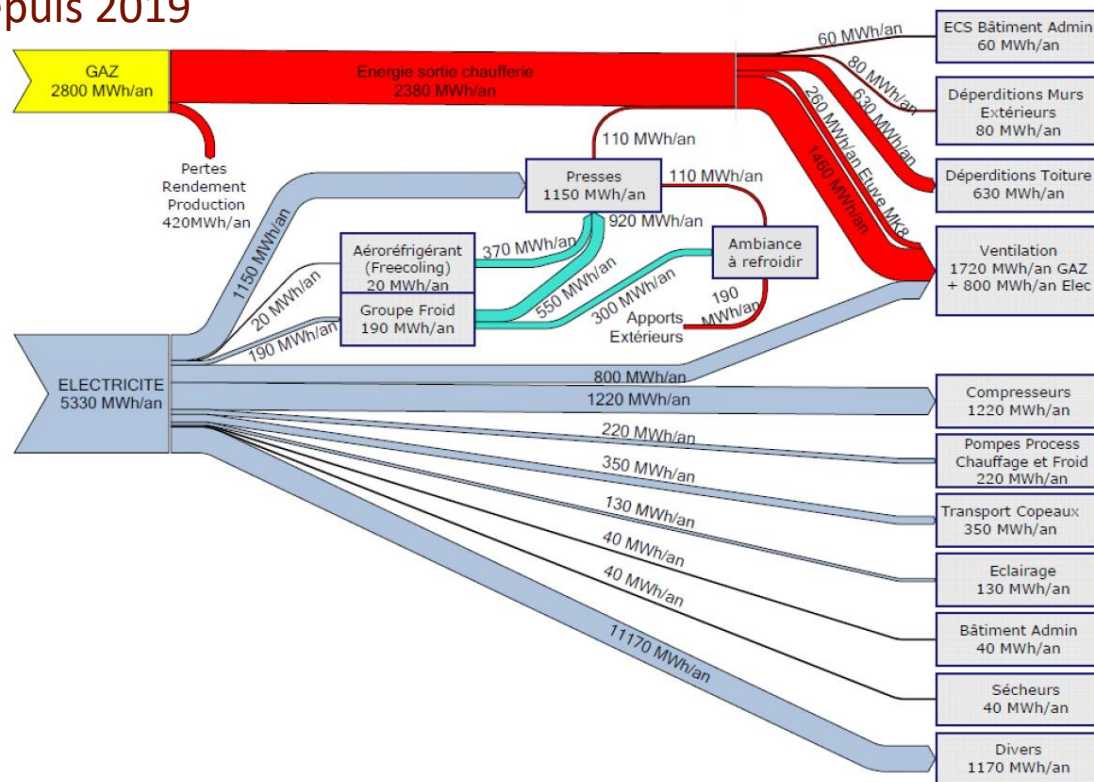 epuis 2019
GAZ
2800 MWh/an
Energie sortie chaufferie
2380 MWh/an
60 MWh/an
80 MWh/an
630 MWh/an
260 MWh/an Etuve MK8
1460 MWh/an
ECS Bâtiment Admin
60 MWh/an
Déperditions Murs
Extérieurs
80 MWh/an
Déperditions Toiture
630 MWh/an
Ventilation
1720 MWh/an GAZ
+ 800 MWh/an Elec
Pertes
Rendement
Production
420MWh/an
110 MWh/an
Presses
1150 MWh/an
110 MWh/an
920 MWh/an
1150 MWh/an
370 MWh/an
Aéroréfrigérant
(Freecoling)
20 MWh/an
Groupe Froid
190 MWh/an
20 MWh/an
190 MWh/an
550 MWh/an
300 MWh/an
Ambiance
à refroidir
190
MWh/an
Apports
Extérieurs
ELECTRICITE
5330 MWh/an
800 MWh/an
1220 MWh/an
220 MWh/an
350 MWh/an
130 MWh/an
40 MWh/an
40 MWh/an
11170 MWh/an
Compresseurs
1220 MWh/an
Pompes Process
Chauffage et Froid
220 MWh/an
Transport Copeaux
350 MWh/an
Eclairage
130 MWh/an
Bâtiment Admin
40 MWh/an
Sécheurs
40 MWh/an
Divers
1170 MWh/an